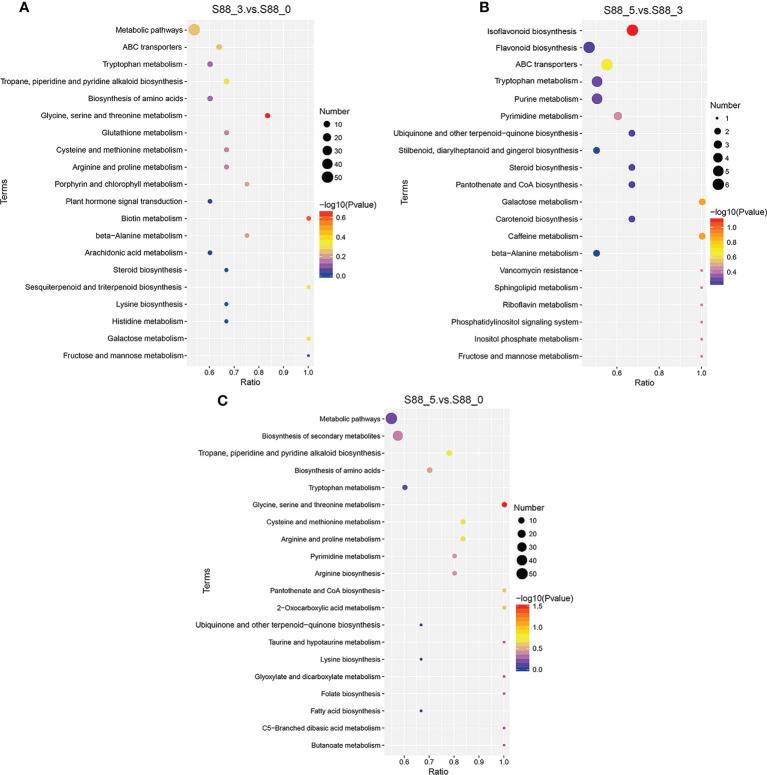 A
S88_3.vs.S88_0
Terms
Metabolic pathways
ABC transporters
Tryptophan metabolism
Tropane, piperidine and pyridine alkaloid biosynthesis
Biosynthesis of amino acids
Glycine, serine and threonine metabolism
Glutathione metabolism
Cysteine and methionine metabolism
Arginine and proline metabolism
Porphyrin and chlorophyll metabolism
Plant hormone signal transduction
Biotin metabolism
beta−Alanine metabolism
Arachidonic acid metabolism
Steroid biosynthesis
Sesquiterpenoid and triterpenoid biosynthesis
Lysine biosynthesis
Histidine metabolism
Galactose metabolism
Fructose and mannose metabolism
0.6 0.7 0.8 0.9 1.0
Ratio
Number
10
20
30
40
50
−log10(Pvalue)
0.6
0.4
0.2
0.0
B
S88_5.vs.S88_3
Terms
Isoflavonoid biosynthesis
Flavonoid biosynthesis
ABC transporters
Tryptophan metabolism
Purine metabolism
Pyrimidine metabolism
Ubiquinone and other terpenoid−quinone biosynthesis
Stilbenoid, diarylheptanoid and gingerol biosynthesis
Steroid biosynthesis
Pantothenate and CoA biosynthesis
Galactose metabolism
Carotenoid biosynthesis
Caffeine metabolism
beta−Alanine metabolism
Vancomycin resistance
Sphingolipid metabolism
Riboflavin metabolism
Phosphatidylinositol signaling system
Inositol phosphate metabolism
Fructose and mannose metabolism
0.6 0.8 1.0
Ratio
Number
1
2
3
4
5
6
−log10(Pvalue)
1.0
0.8
0.6
0.4
C
S88_5.vs.S88_0
Terms
Metabolic pathways
Biosynthesis of secondary metabolites
Tropane, piperidine and pyridine alkaloid biosynthesis
Biosynthesis of amino acids
Tryptophan metabolism
Glycine, serine and threonine metabolism
Cysteine and methionine metabolism
Arginine and proline metabolism
Pyrimidine metabolism
Arginine biosynthesis
Pantothenate and CoA biosynthesis
2−Oxocarboxylic acid metabolism
Ubiquinone and other terpenoid−quinone biosynthesis
Taurine and hypotaurine metabolism
Lysine biosynthesis
Glyoxylate and dicarboxylate metabolism
Folate biosynthesis
Fatty acid biosynthesis
C5−Branched dibasic acid metabolism
Butanoate metabolism
0.6 0.7 0.8 0.9 1.0
Ratio
Number
10
20
30
40
50
−log10(Pvalue)
1.5
1.0
0.5
0.0